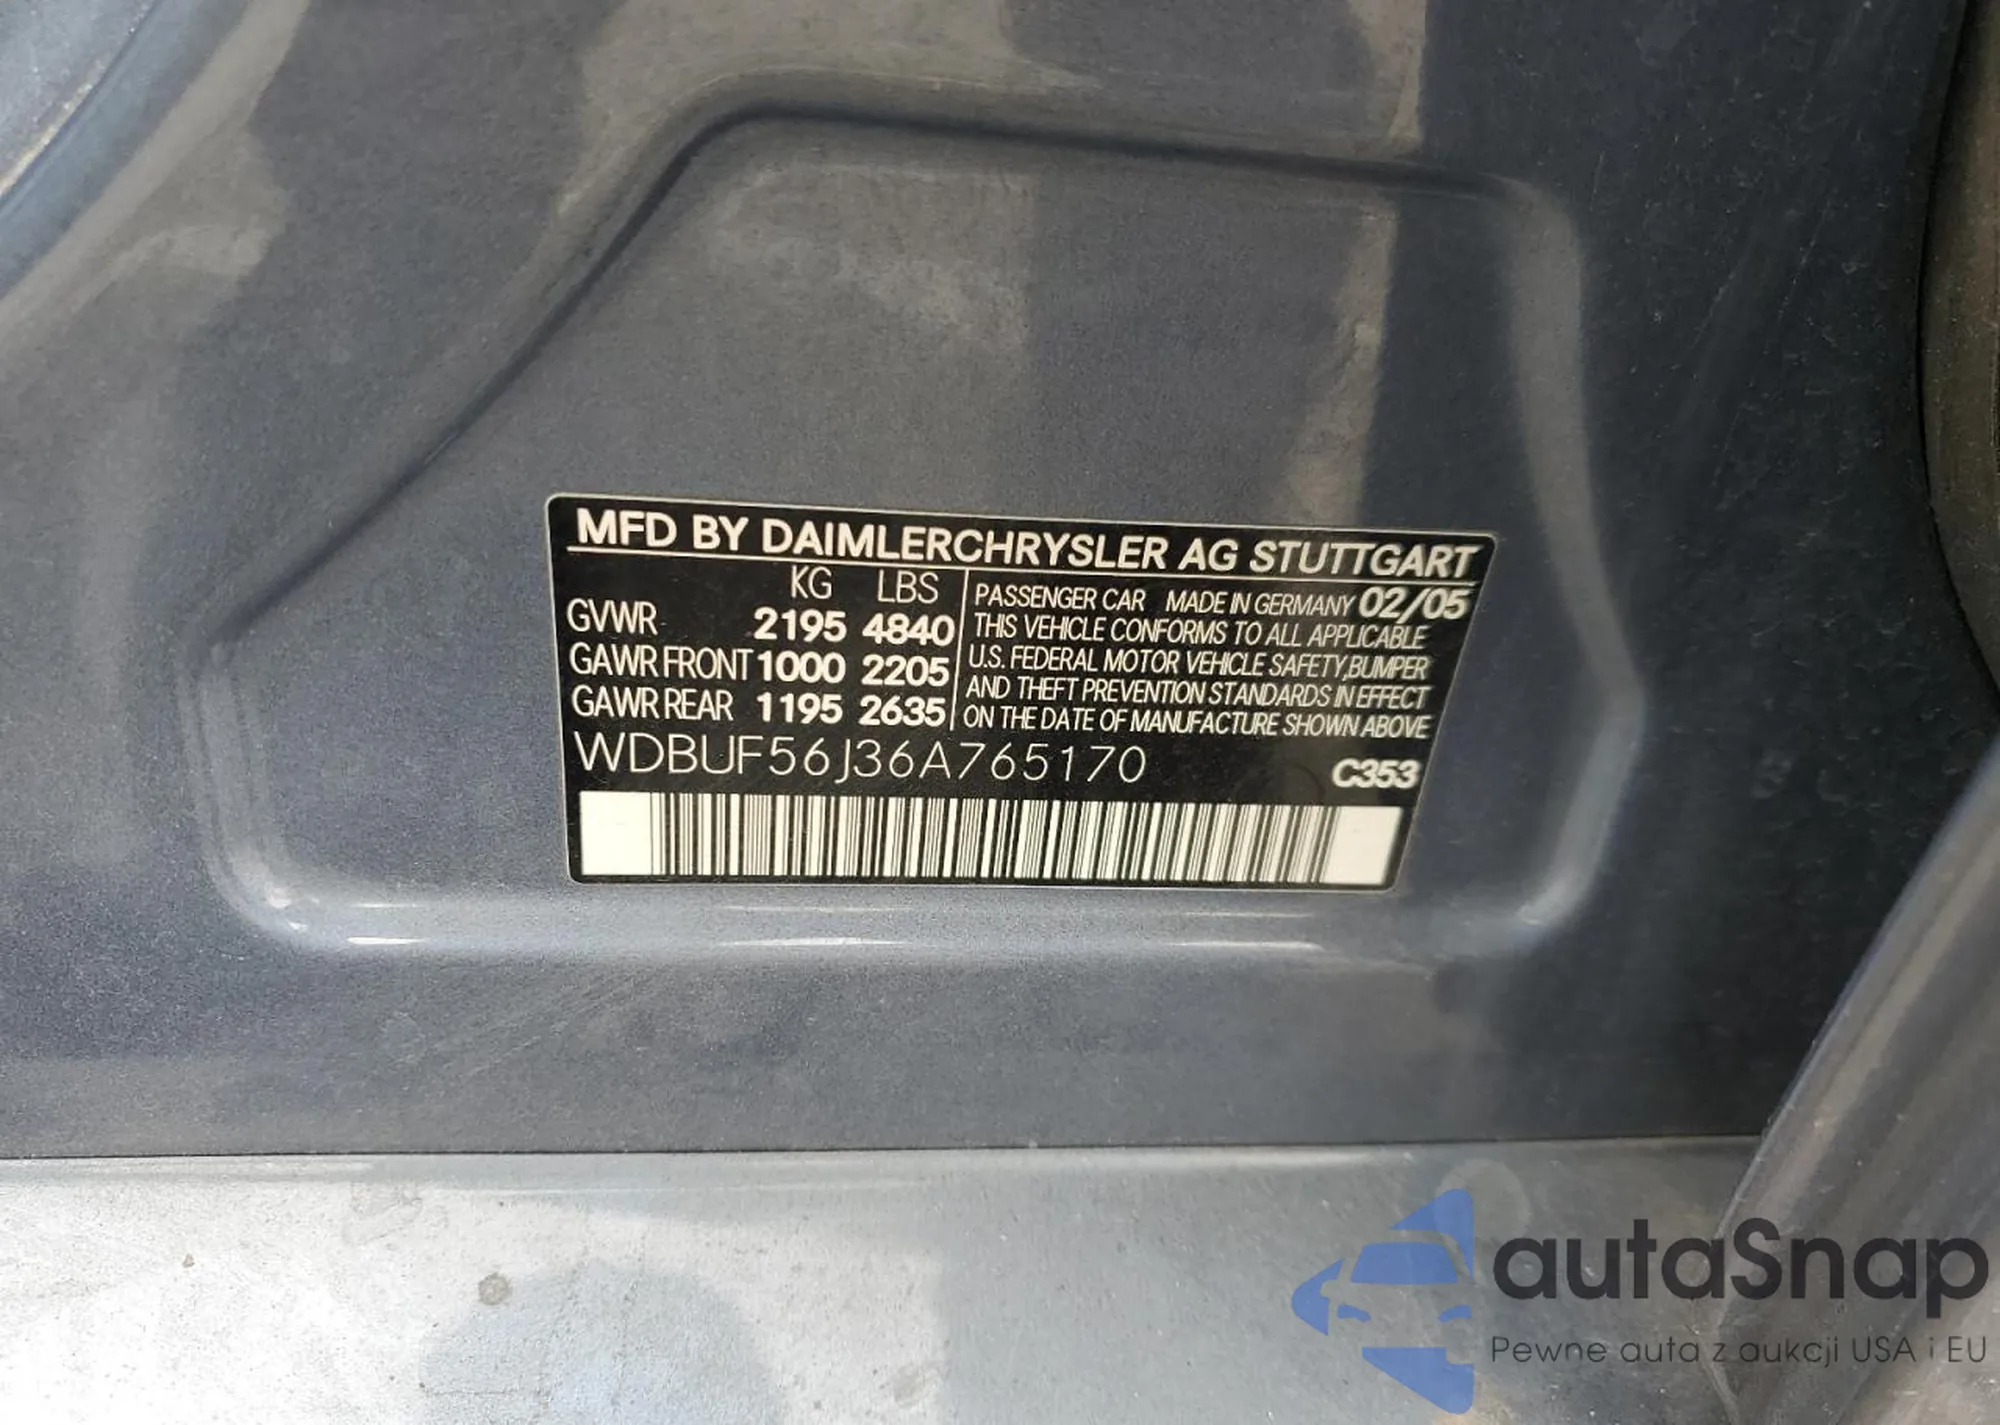 MFD BY DAIMLERCHRYSLER AG STUTTGART
KG LBS
GVWR 2195 4840
GAWR FRONT 1000 2205
GAWR REAR 1195 2635
PASSENGER CAR MADE IN GERMANY 02/05
THIS VEHICLE CONFORMS TO ALL APPLICABLE
U.S. FEDERAL MOTOR VEHICLE SAFETY,BUMPER
AND THEFT PREVENTION STANDARDS IN EFFECT
ON THE DATE OF MANUFACTURE SHOWN ABOVE
WDBUF56J36A765170 C353
autaSnap
Pewne auta z aukcji USA i EU